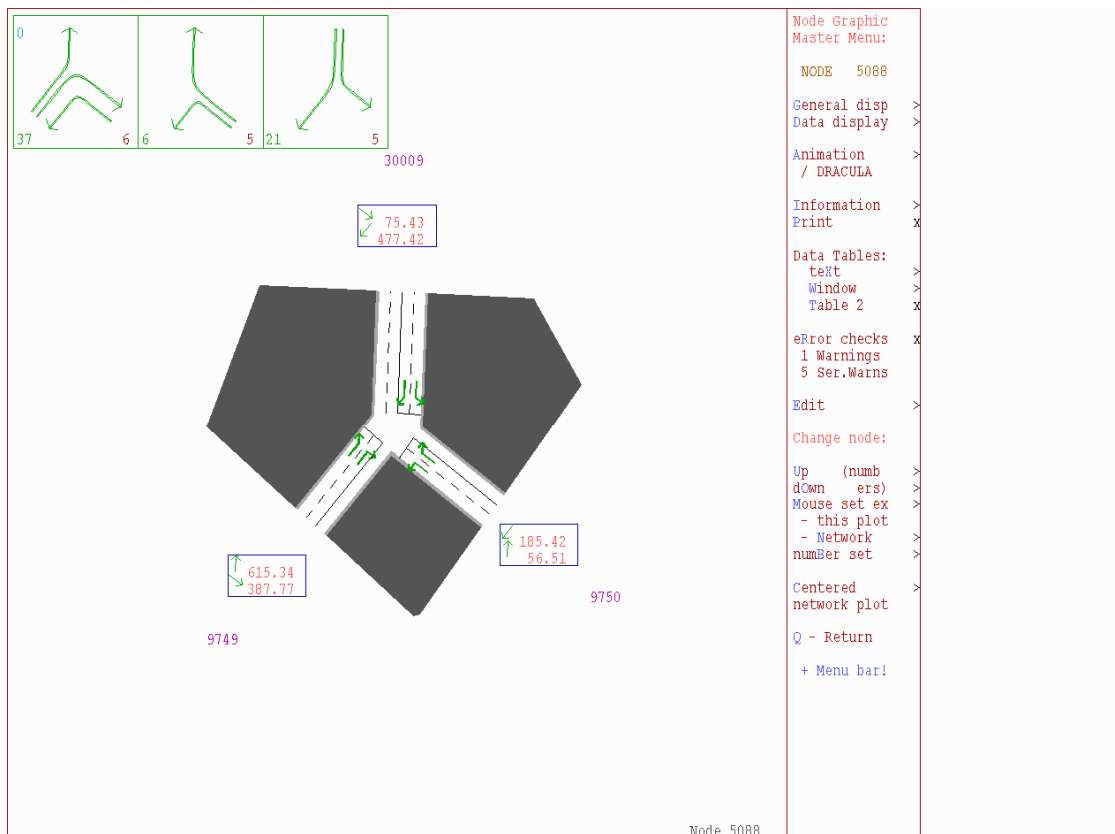 0
37 6 6 5 21 5
30009
75.43
477.42
185.42
56.51
615.34
387.77
9750
9749
Node 5088
Node Graphic
Master Menu:
NODE 5088
General disp >
Data display >
Animation >
/ DRACULA
Information >
Print x
Data Tables:
teXt >
Window >
Table 2 x
eRror checks x
1 Warnings
5 Ser.Warns
Edit >
Change node:
Up (numb >
dOwn ers) >
Mouse set ex >
- this plot
- Network >
numBer set >
Centered >
network plot
Q - Return
+ Menu bar!